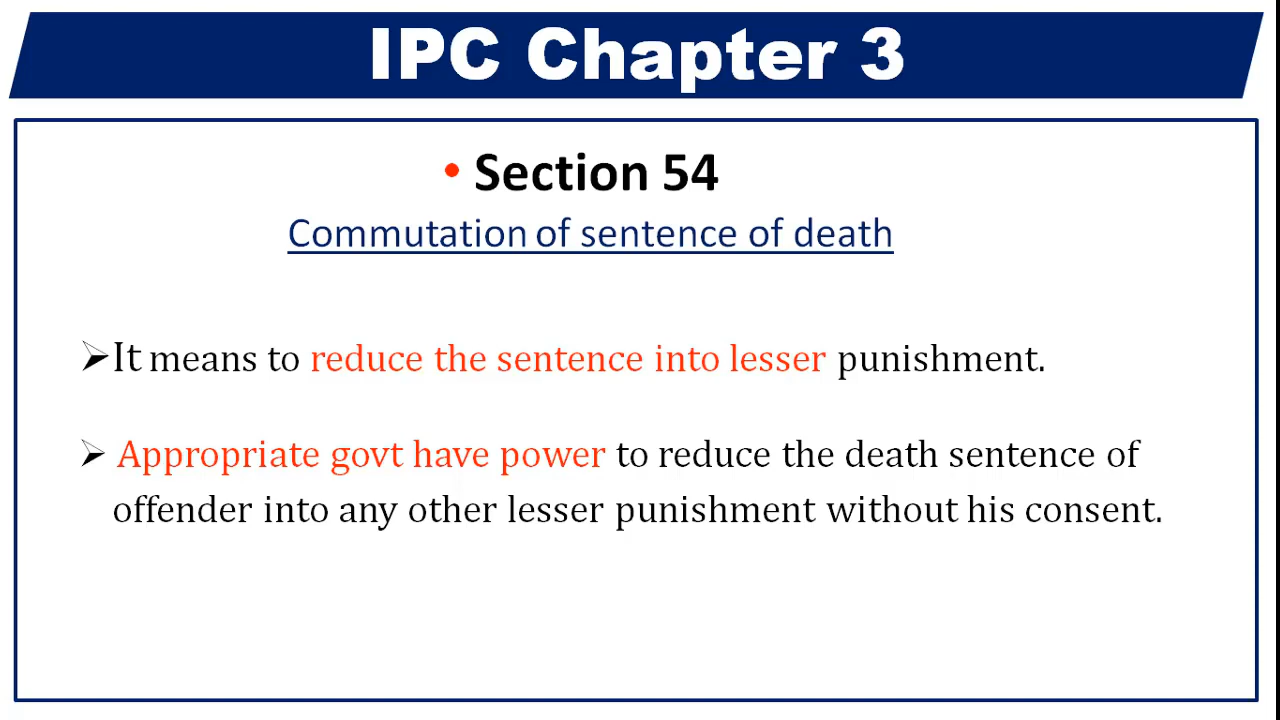 IPC Chapter 3
• Section 54
Commutation of sentence of death
➢It means to reduce the sentence into lesser punishment.
➢ Appropriate govt have power to reduce the death sentence of
offender into any other lesser punishment without his consent.